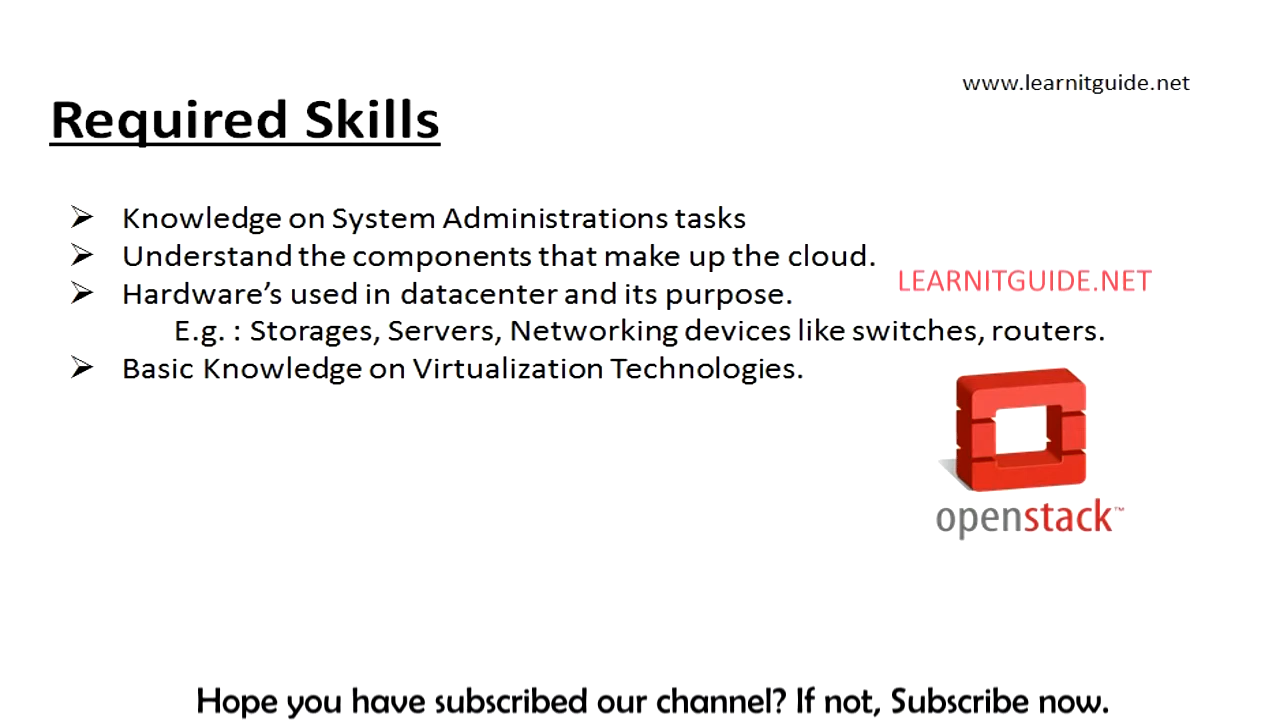 www.learnitguide.net
Required Skills
➢ Knowledge on System Administrations tasks
➢ Understand the components that make up the cloud.
➢ Hardware’s used in datacenter and its purpose.
LEARNITGUIDE.NET
E.g. : Storages, Servers, Networking devices like switches, routers.
➢ Basic Knowledge on Virtualization Technologies.
openstack™
Hope you have subscribed our channel? If not, Subscribe now.